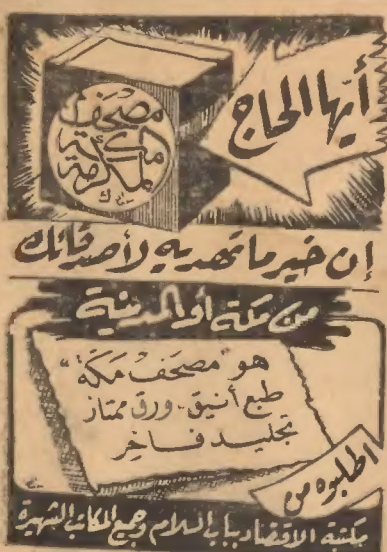 أيها الحاج
مصحف
مكة
المكرمة
إن خير ما تهديه لأصدقائك
من مكة أو المدينة
هو "مصحف مكة"
طبع أنيق - ورق ممتاز
تجليد فاخر
اطلبوه من
مكتبة الاقتصاد بباب السلام وجميع المكاتب الشهيرة